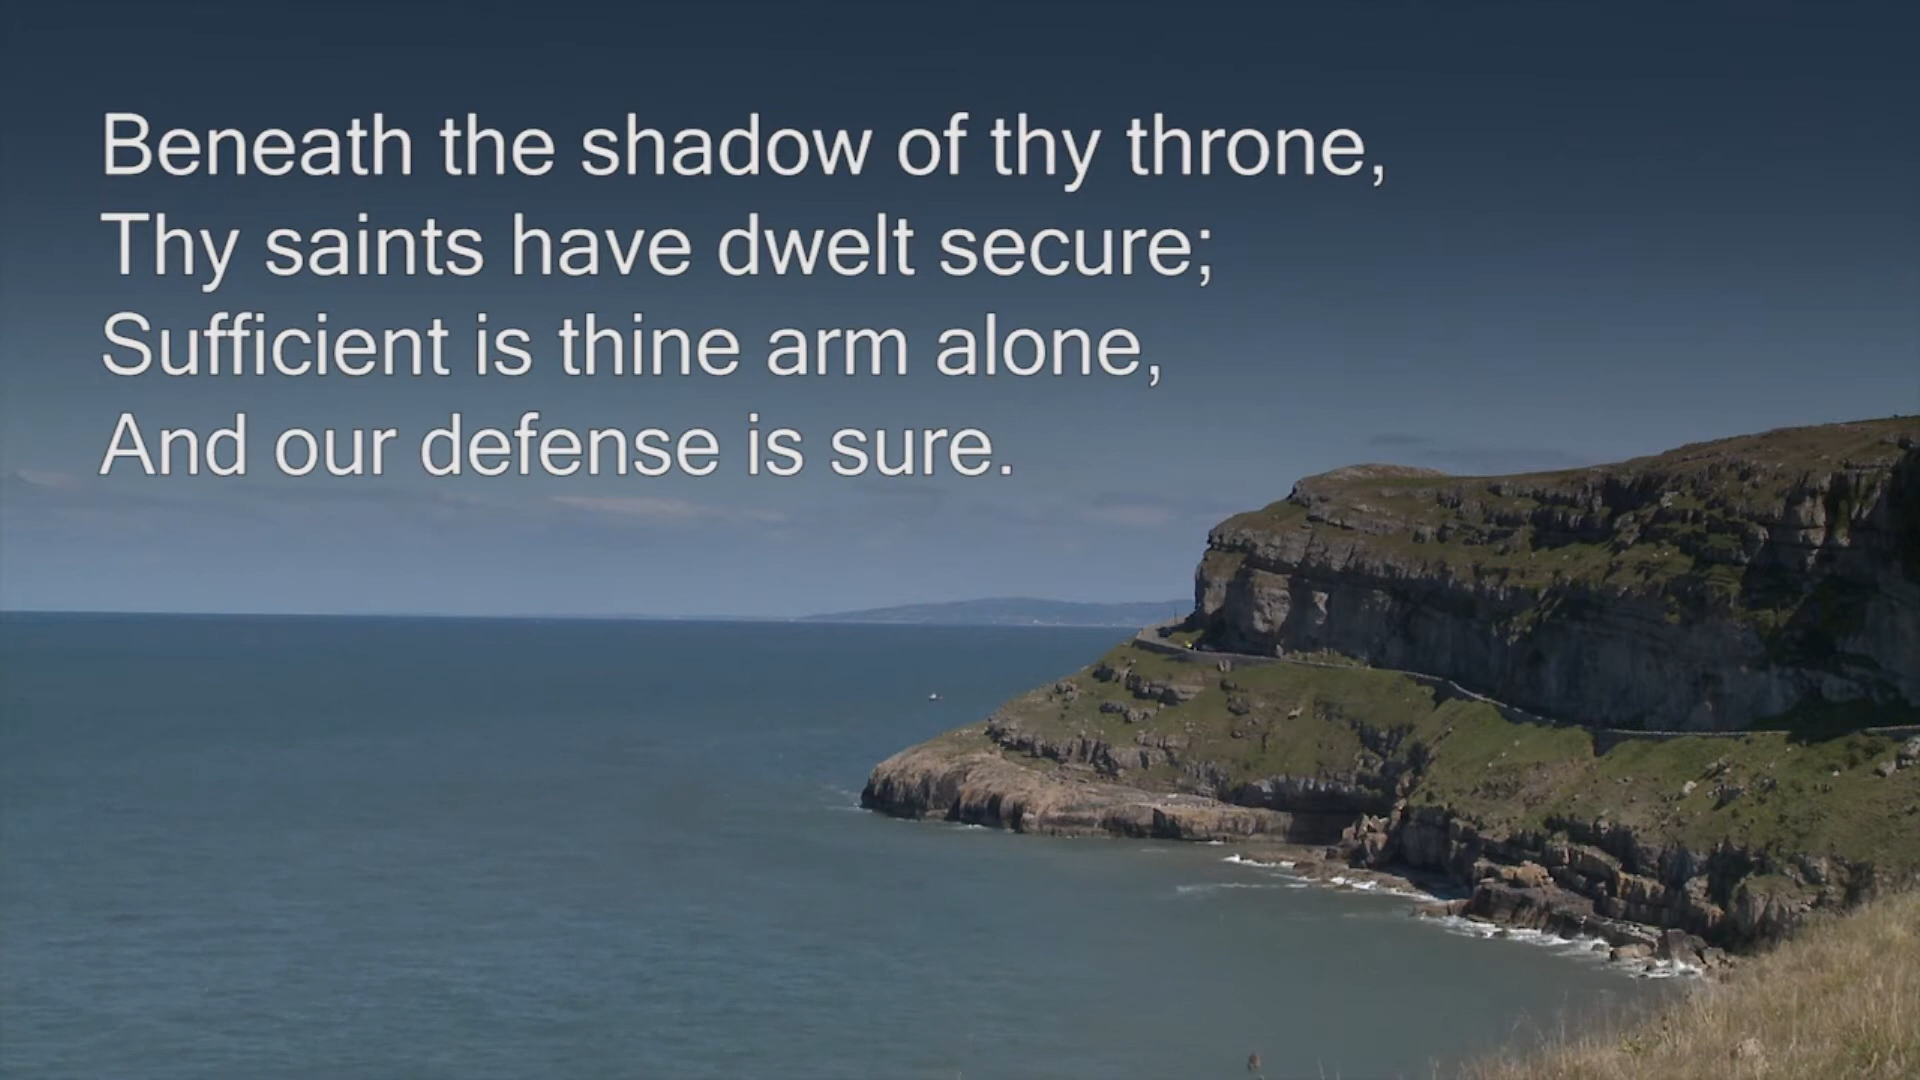 Beneath the shadow of thy throne,
Thy saints have dwelt secure;
Sufficient is thine arm alone,
And our defense is sure.